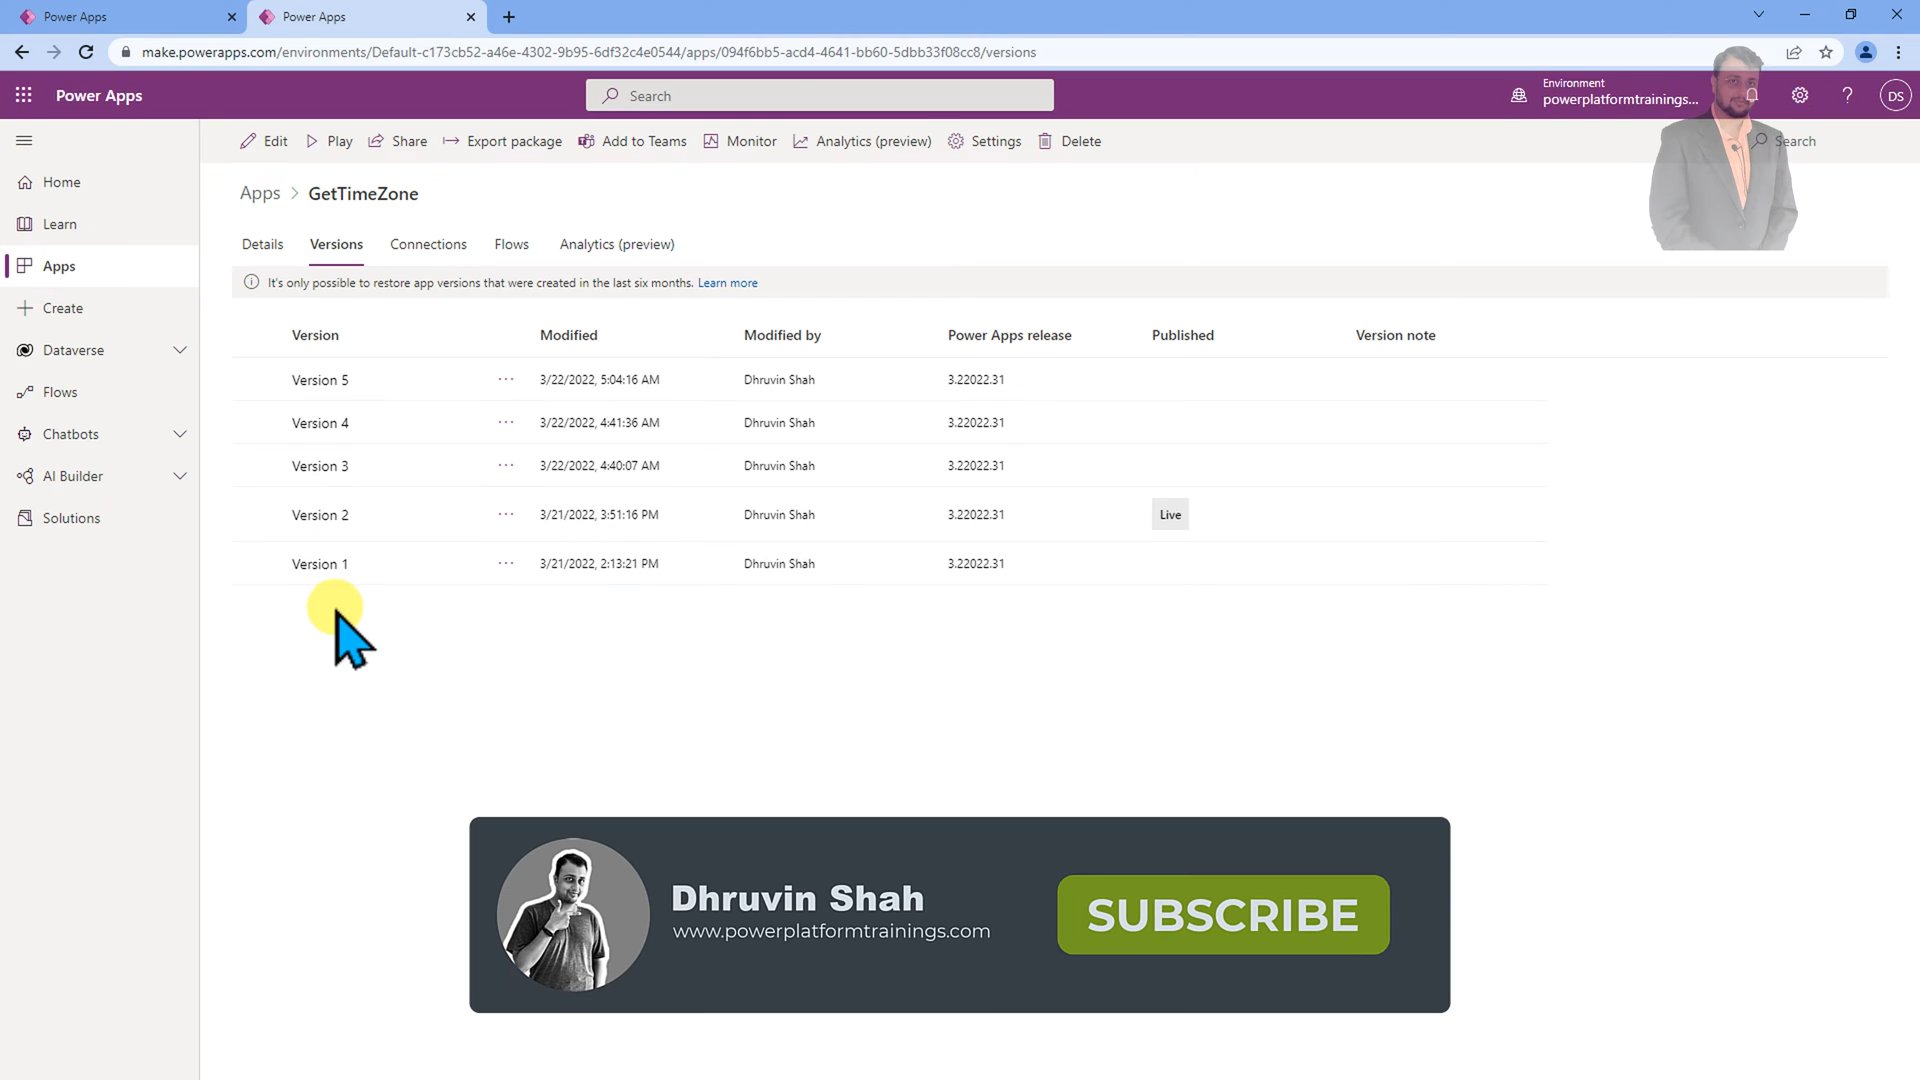 Power Apps
Power Apps
make.powerapps.com/environments/Default-c173cb52-a46e-4302-9b95-6df32c4e0544/apps/094f6bb5-acd4-4641-bb60-5dbb33f08cc8/versions
Power Apps
Search
Environment
powerplatformtrainings...
DS
Edit
Play
Share
Export package
Add to Teams
Monitor
Analytics (preview)
Settings
Delete
Search
Home
Learn
Apps
Create
Dataverse
Flows
Chatbots
AI Builder
Solutions
Apps > GetTimeZone
Details
Versions
Connections
Flows
Analytics (preview)
It's only possible to restore app versions that were created in the last six months. Learn more
Version Modified Modified by Power Apps release Published Version note
Version 5 ... 3/22/2022, 5:04:16 AM Dhruvin Shah 3.22022.31
Version 4 ... 3/22/2022, 4:41:36 AM Dhruvin Shah 3.22022.31
Version 3 ... 3/22/2022, 4:40:07 AM Dhruvin Shah 3.22022.31
Version 2 ... 3/21/2022, 3:51:16 PM Dhruvin Shah 3.22022.31 Live
Version 1 ... 3/21/2022, 2:13:21 PM Dhruvin Shah 3.22022.31
Dhruvin Shah
www.powerplatformtrainings.com
SUBSCRIBE